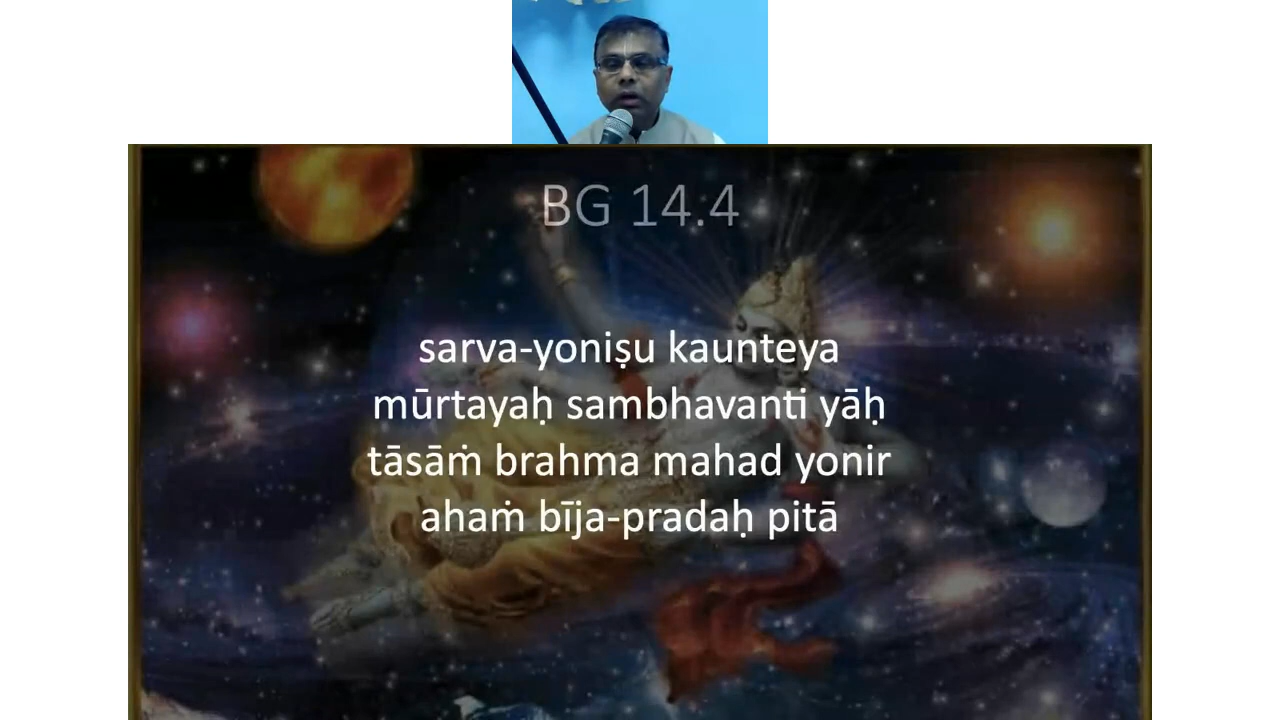 BG 14.4
sarva-yoniṣu kaunteya
mūrtayaḥ sambhavanti yāḥ
tāsāṁ brahma mahad yonir
ahaṁ bīja-pradaḥ pitā